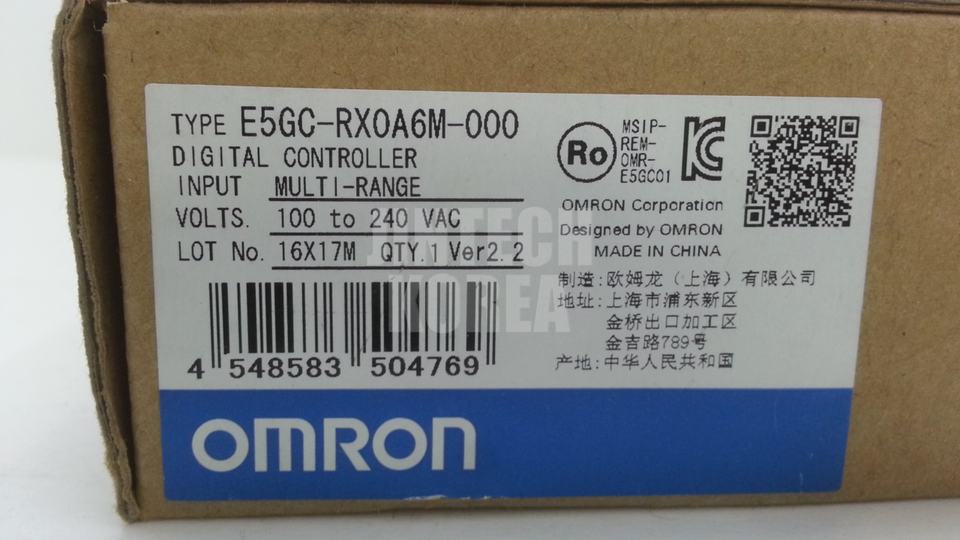 TYPE E5GC-RX0A6M-000
DIGITAL CONTROLLER
INPUT MULTI-RANGE
VOLTS. 100 to 240 VAC
LOT No. 16X17M QTY.1 Ver2.2
4 548583 504769
Ro
MSIP-
REM-
OMR-
E5GC01
KC
OMRON Corporation
Designed by OMRON
MADE IN CHINA
制造:欧姆龙(上海)有限公司
地址:上海市浦东新区
金桥出口加工区
金吉路789号
产地:中华人民共和国
OMRON
JINTECH
KOREA